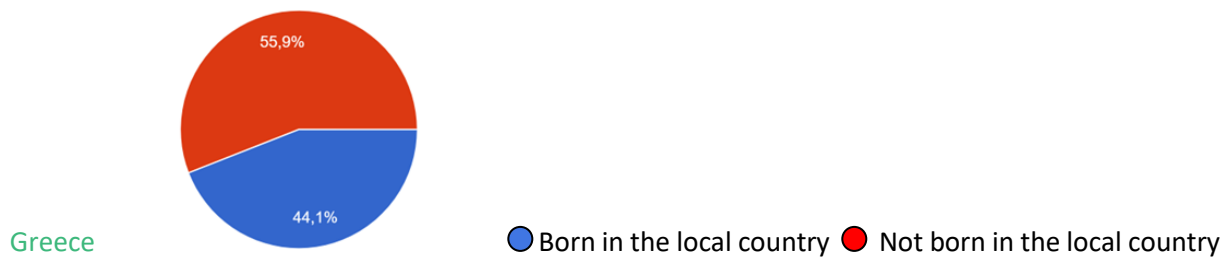 55,9%
44,1%
Greece
Born in the local country
Not born in the local country